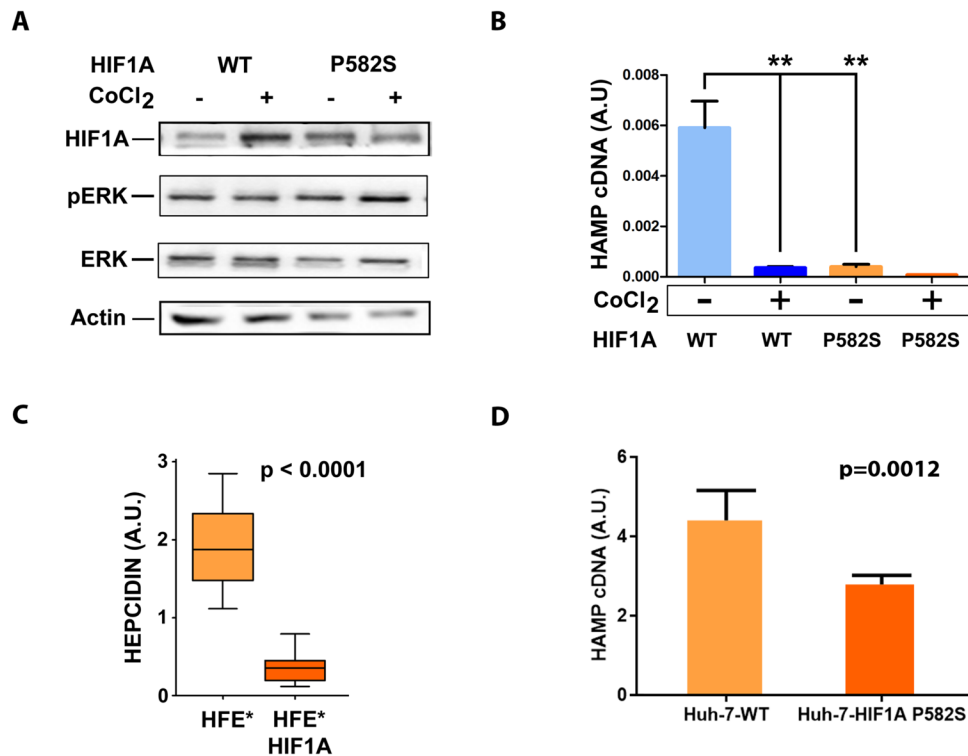 A
HIF1A WT P582S
CoCl2 - + - +
HIF1A
pERK
ERK
Actin
B
** **
HAMP cDNA (A.U)
0.008
0.006
0.004
0.002
0.000
CoCl2 - + - +
HIF1A WT WT P582S P582S
C
p < 0.0001
HEPCIDIN (A.U.)
3
2
1
0
HFE* HFE*
HIF1A
D
p=0.0012
HAMP cDNA (A.U.)
6
4
2
0
Huh-7-WT Huh-7-HIF1A P582S